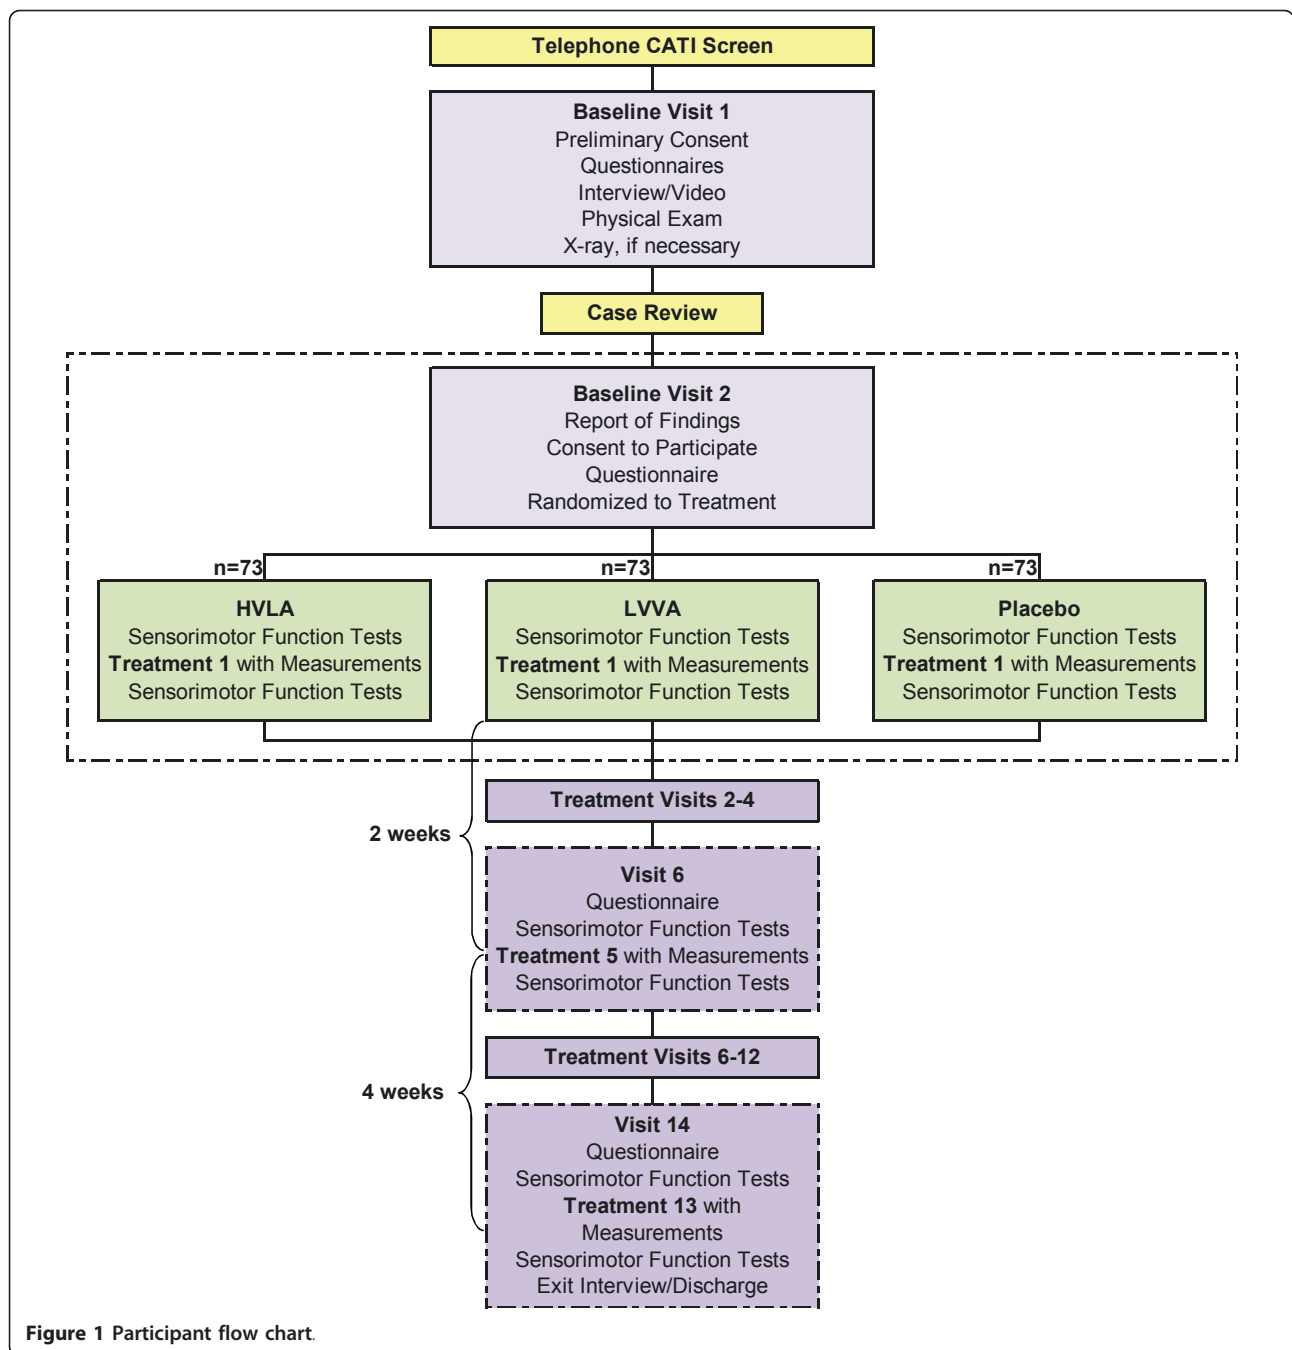 Telephone CATI Screen
Baseline Visit 1
Preliminary Consent
Questionnaires
Interview/Video
Physical Exam
X-ray, if necessary
Case Review
Baseline Visit 2
Report of Findings
Consent to Participate
Questionnaire
Randomized to Treatment
n=73
HVLA
Sensorimotor Function Tests
Treatment 1 with Measurements
Sensorimotor Function Tests
n=73
LVVA
Sensorimotor Function Tests
Treatment 1 with Measurements
Sensorimotor Function Tests
n=73
Placebo
Sensorimotor Function Tests
Treatment 1 with Measurements
Sensorimotor Function Tests
Treatment Visits 2-4
2 weeks
Visit 6
Questionnaire
Sensorimotor Function Tests
Treatment 5 with Measurements
Sensorimotor Function Tests
Treatment Visits 6-12
4 weeks
Visit 14
Questionnaire
Sensorimotor Function Tests
Treatment 13 with
Measurements
Sensorimotor Function Tests
Exit Interview/Discharge
Figure 1 Participant flow chart.